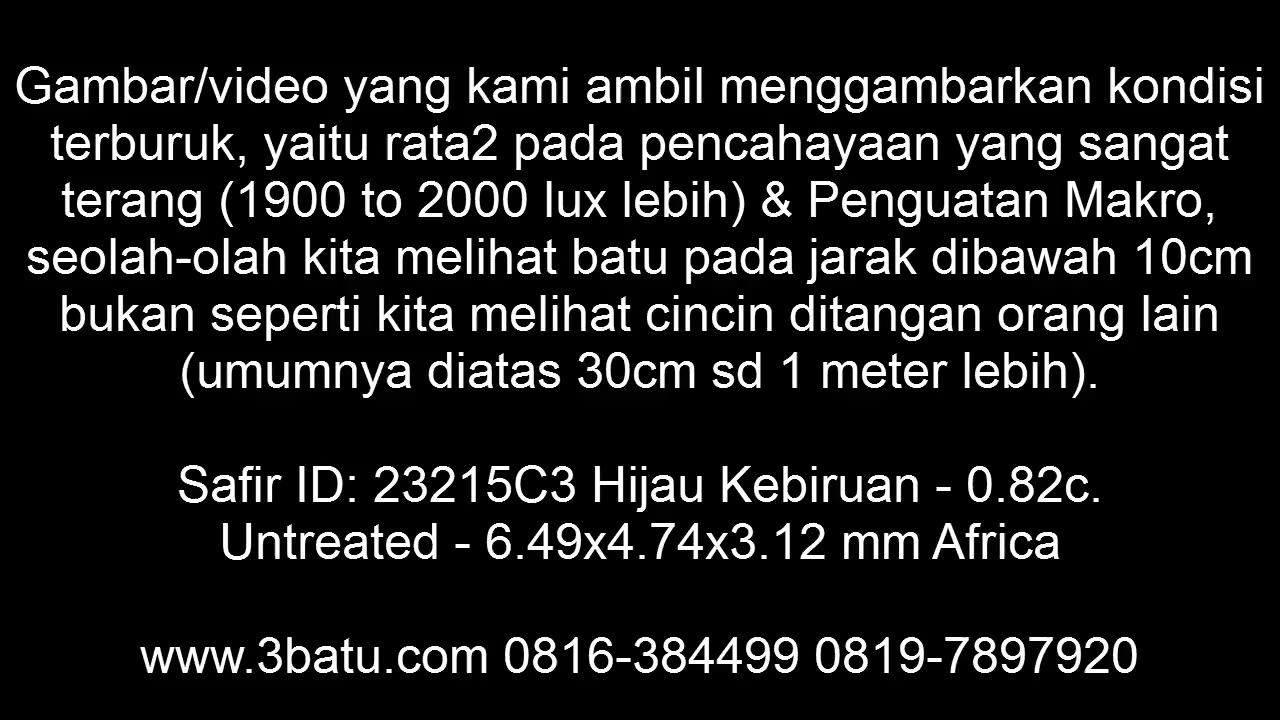 Gambar/video yang kami ambil menggambarkan kondisi
terburuk, yaitu rata2 pada pencahayaan yang sangat
terang (1900 to 2000 lux lebih) & Penguatan Makro,
seolah-olah kita melihat batu pada jarak dibawah 10cm
bukan seperti kita melihat cincin ditangan orang lain
(umumnya diatas 30cm sd 1 meter lebih).
Safir ID: 23215C3 Hijau Kebiruan - 0.82c.
Untreated - 6.49x4.74x3.12 mm Africa
www.3batu.com 0816-384499 0819-7897920